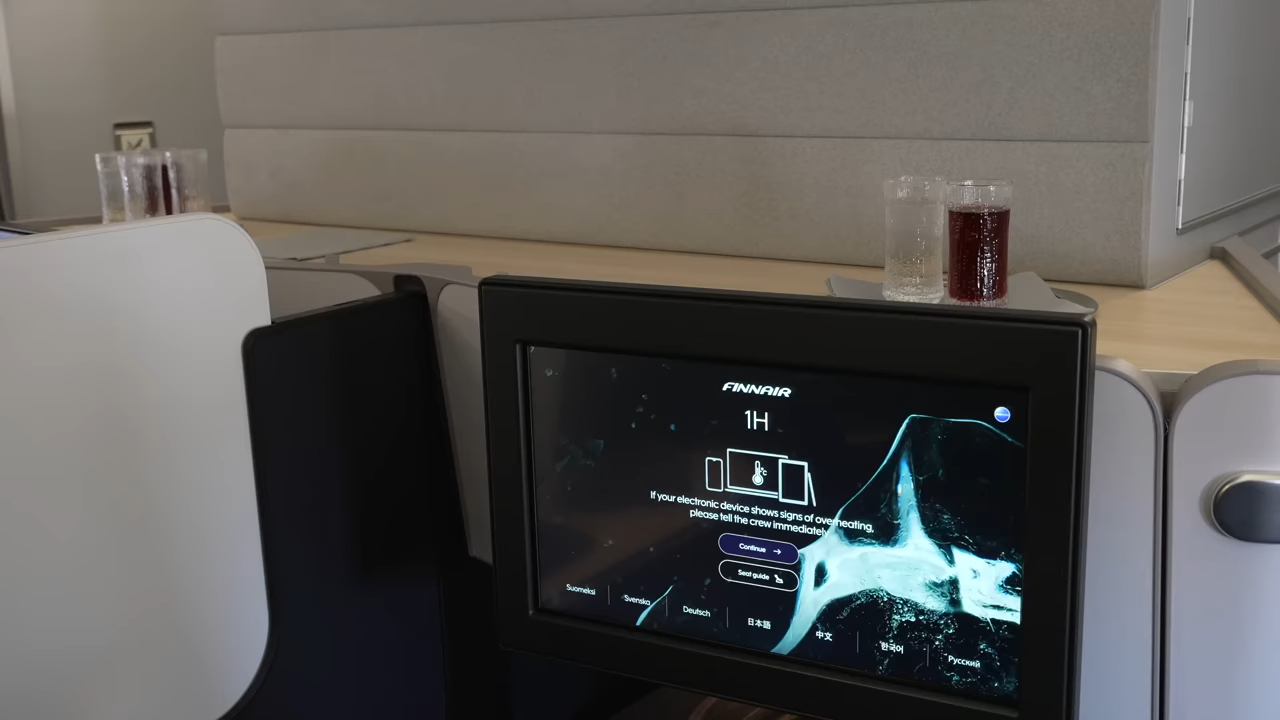 FINNAIR
1H
°C
If your electronic device shows signs of overheating,
please tell the crew immediately
Continue →
Seat guide
Suomeksi
Svenska
Deutsch
日本語
中文
한국어
Русский